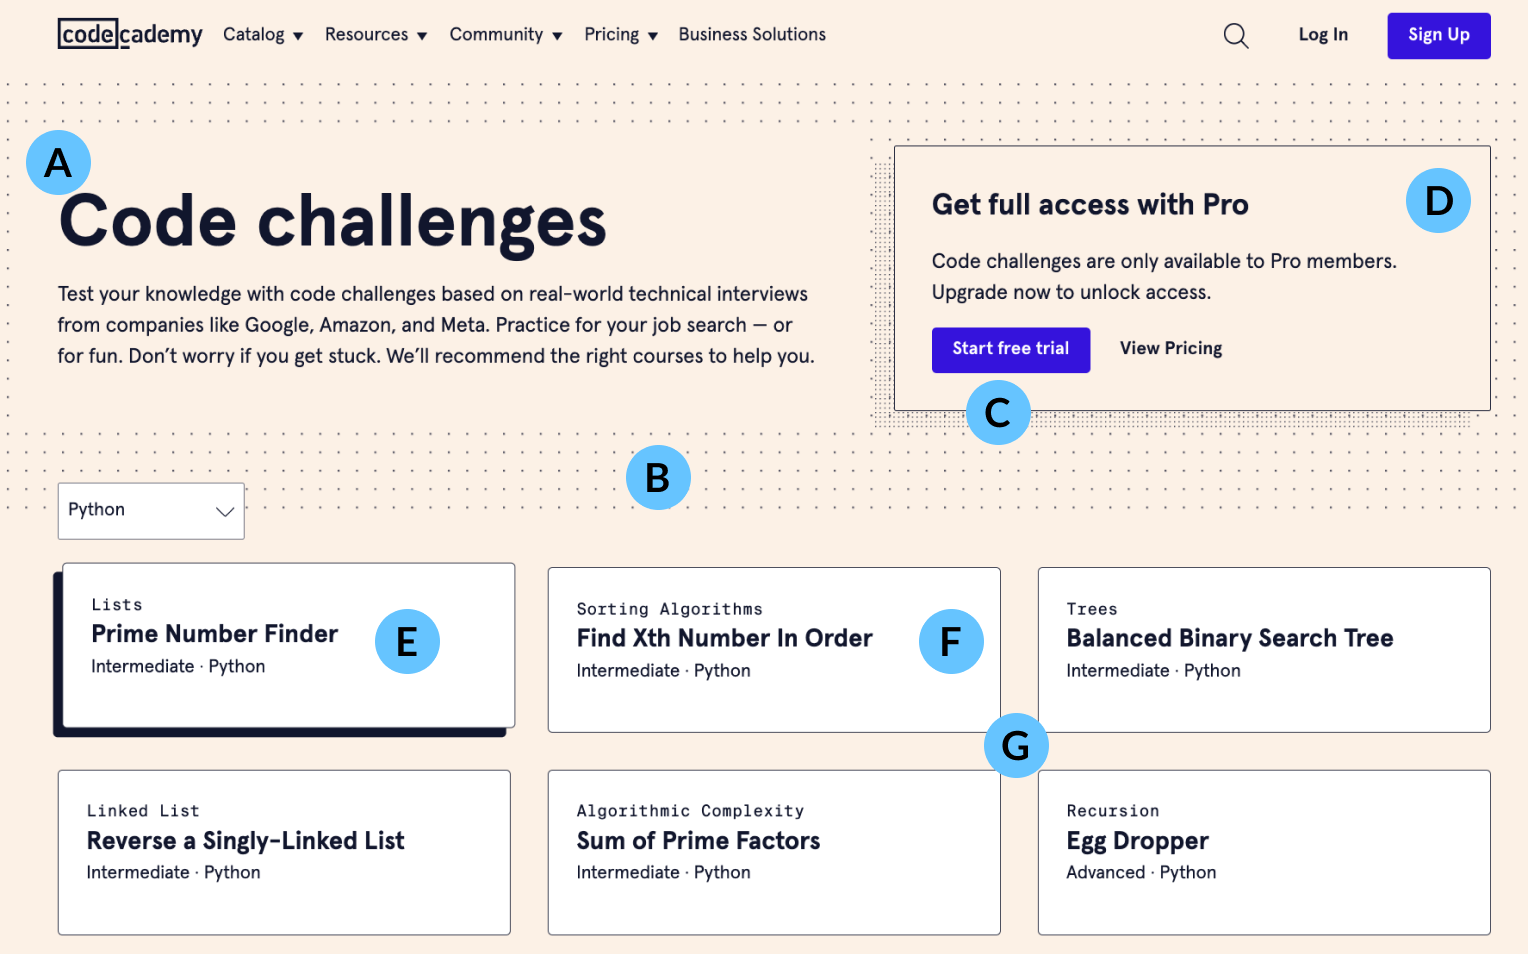 codecademy Catalog Resources Community Pricing Business Solutions Log In Sign Up
A
Code challenges
Test your knowledge with code challenges based on real-world technical interviews
from companies like Google, Amazon, and Meta. Practice for your job search — or
for fun. Don’t worry if you get stuck. We’ll recommend the right courses to help you.
Get full access with Pro
D
Code challenges are only available to Pro members.
Upgrade now to unlock access.
Start free trial View Pricing
C
B
Python
Lists
Prime Number Finder
Intermediate · Python
E
Sorting Algorithms
Find Xth Number In Order
Intermediate · Python
F
Trees
Balanced Binary Search Tree
Intermediate · Python
G
Linked List
Reverse a Singly-Linked List
Intermediate · Python
Algorithmic Complexity
Sum of Prime Factors
Intermediate · Python
Recursion
Egg Dropper
Advanced · Python